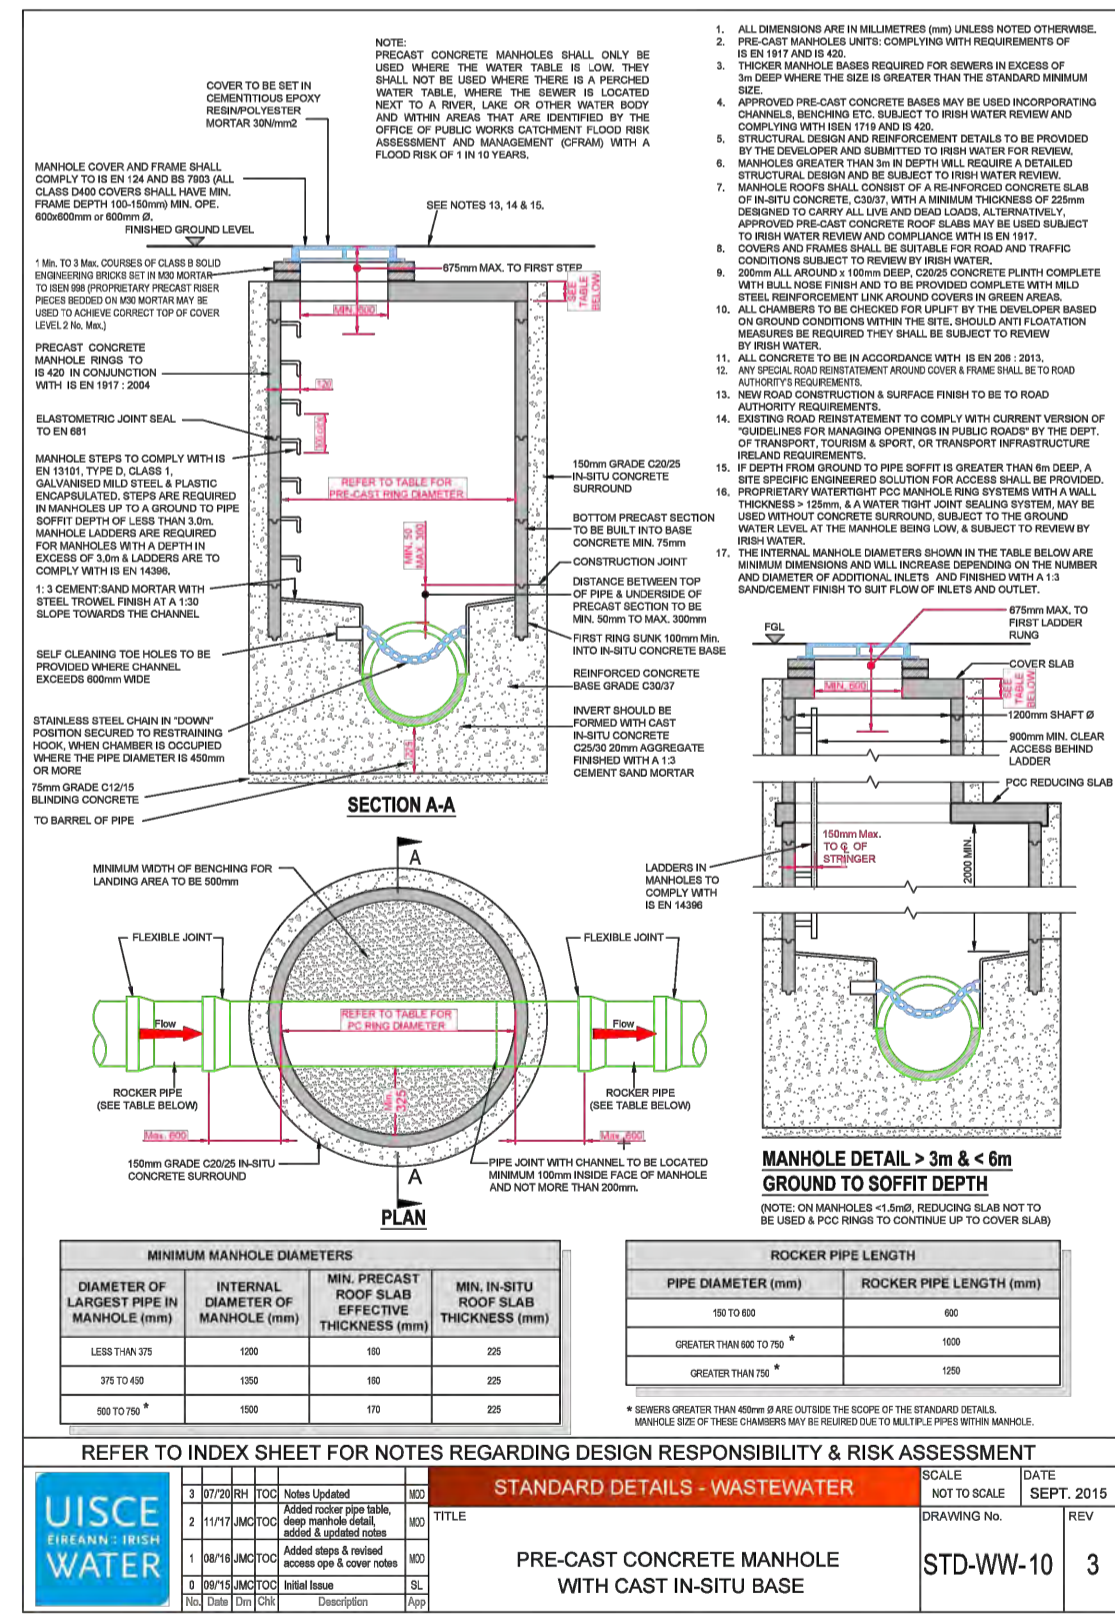 NOTE:
PRECAST CONCRETE MANHOLES SHALL ONLY BE
USED WHERE THE WATER TABLE IS LOW. THEY
SHALL NOT BE USED WHERE THERE IS A PERCHED
WATER TABLE, WHERE THE SEWER IS LOCATED
NEXT TO A RIVER, LAKE OR OTHER WATER BODY
AND WITHIN AREAS THAT ARE IDENTIFIED BY THE
OFFICE OF PUBLIC WORKS CATCHMENT FLOOD RISK
ASSESSMENT AND MANAGEMENT (CFRAM) WITH A
FLOOD RISK OF 1 IN 10 YEARS.
COVER TO BE SET IN
CEMENTITIOUS EPOXY
RESIN/POLYESTER
MORTAR 30N/mm2
MANHOLE COVER AND FRAME SHALL
COMPLY TO IS EN 124 AND BS 7903 (ALL
CLASS D400 COVERS SHALL HAVE MIN.
FRAME DEPTH 100-150mm) MIN. OPE.
600x600mm or 600mm Ø.
FINISHED GROUND LEVEL
SEE NOTES 13, 14 & 15.
1 Min. TO 3 Max. COURSES OF CLASS B SOLID
ENGINEERING BRICKS SET IN M30 MORTAR
TO ISEN 998 (PROPRIETARY PRECAST RISER
PIECES BEDDED ON M30 MORTAR MAY BE
USED TO ACHIEVE CORRECT TOP OF COVER
LEVEL 2 No. Max.)
675mm MAX. TO FIRST STEP
SEE
TABLE
BELOW
MIN. 600
PRECAST CONCRETE
MANHOLE RINGS TO
IS 420 IN CONJUNCTION
WITH IS EN 1917 : 2004
120
ELASTOMETRIC JOINT SEAL
TO EN 681
MANHOLE STEPS TO COMPLY WITH IS
EN 13101, TYPE D, CLASS 1,
GALVANISED MILD STEEL & PLASTIC
ENCAPSULATED. STEPS ARE REQUIRED
IN MANHOLES UP TO A GROUND TO PIPE
SOFFIT DEPTH OF LESS THAN 3.0m.
MANHOLE LADDERS ARE REQUIRED
FOR MANHOLES WITH A DEPTH IN
EXCESS OF 3.0m & LADDERS ARE TO
COMPLY WITH IS EN 14396.
REFER TO TABLE FOR
PRE-CAST RING DIAMETER
150mm GRADE C20/25
IN-SITU CONCRETE
SURROUND
BOTTOM PRECAST SECTION
TO BE BUILT INTO BASE
CONCRETE MIN. 75mm
MIN. 50
MAX. 300
CONSTRUCTION JOINT
DISTANCE BETWEEN TOP
OF PIPE & UNDERSIDE OF
PRECAST SECTION TO BE
MIN. 50mm TO MAX. 300mm
1: 3 CEMENT:SAND MORTAR WITH
STEEL TROWEL FINISH AT A 1:30
SLOPE TOWARDS THE CHANNEL
FIRST RING SUNK 100mm Min.
INTO IN-SITU CONCRETE BASE
SELF CLEANING TOE HOLES TO BE
PROVIDED WHERE CHANNEL
EXCEEDS 600mm WIDE
REINFORCED CONCRETE
BASE GRADE C30/37
STAINLESS STEEL CHAIN IN "DOWN"
POSITION SECURED TO RESTRAINING
HOOK, WHEN CHAMBER IS OCCUPIED
WHERE THE PIPE DIAMETER IS 450mm
OR MORE
INVERT SHOULD BE
FORMED WITH CAST
IN-SITU CONCRETE
C25/30 20mm AGGREGATE
FINISHED WITH A 1:3
CEMENT SAND MORTAR
225
75mm GRADE C12/15
BLINDING CONCRETE
TO BARREL OF PIPE
SECTION A-A
1. ALL DIMENSIONS ARE IN MILLIMETRES (mm) UNLESS NOTED OTHERWISE.
2. PRE-CAST MANHOLES UNITS: COMPLYING WITH REQUIREMENTS OF
IS EN 1917 AND IS 420.
3. THICKER MANHOLE BASES REQUIRED FOR SEWERS IN EXCESS OF
3m DEEP WHERE THE SIZE IS GREATER THAN THE STANDARD MINIMUM
SIZE.
4. APPROVED PRE-CAST CONCRETE BASES MAY BE USED INCORPORATING
CHANNELS, BENCHING ETC. SUBJECT TO IRISH WATER REVIEW AND
COMPLYING WITH ISEN 1719 AND IS 420.
5. STRUCTURAL DESIGN AND REINFORCEMENT DETAILS TO BE PROVIDED
BY THE DEVELOPER AND SUBMITTED TO IRISH WATER FOR REVIEW.
6. MANHOLES GREATER THAN 3m IN DEPTH WILL REQUIRE A DETAILED
STRUCTURAL DESIGN AND BE SUBJECT TO IRISH WATER REVIEW.
7. MANHOLE ROOFS SHALL CONSIST OF A RE-INFORCED CONCRETE SLAB
OF IN-SITU CONCRETE, C30/37, WITH A MINIMUM THICKNESS OF 225mm
DESIGNED TO CARRY ALL LIVE AND DEAD LOADS, ALTERNATIVELY,
APPROVED PRE-CAST CONCRETE ROOF SLABS MAY BE USED SUBJECT
TO IRISH WATER REVIEW AND COMPLIANCE WITH IS EN 1917.
8. COVERS AND FRAMES SHALL BE SUITABLE FOR ROAD AND TRAFFIC
CONDITIONS SUBJECT TO REVIEW BY IRISH WATER.
9. 200mm ALL AROUND x 100mm DEEP, C20/25 CONCRETE PLINTH COMPLETE
WITH BULL NOSE FINISH AND TO BE PROVIDED COMPLETE WITH MILD
STEEL REINFORCEMENT LINK AROUND COVERS IN GREEN AREAS.
10. ALL CHAMBERS TO BE CHECKED FOR UPLIFT BY THE DEVELOPER BASED
ON GROUND CONDITIONS WITHIN THE SITE. SHOULD ANTI FLOATATION
MEASURES BE REQUIRED THEY SHALL BE SUBJECT TO REVIEW
BY IRISH WATER.
11. ALL CONCRETE TO BE IN ACCORDANCE WITH IS EN 206 : 2013.
12. ANY SPECIAL ROAD REINSTATEMENT AROUND COVER & FRAME SHALL BE TO ROAD
AUTHORITY'S REQUIREMENTS.
13. NEW ROAD CONSTRUCTION & SURFACE FINISH TO BE TO ROAD
AUTHORITY REQUIREMENTS.
14. EXISTING ROAD REINSTATEMENT TO COMPLY WITH CURRENT VERSION OF
"GUIDELINES FOR MANAGING OPENINGS IN PUBLIC ROADS" BY THE DEPT.
OF TRANSPORT, TOURISM & SPORT, OR TRANSPORT INFRASTRUCTURE
IRELAND REQUIREMENTS.
15. IF DEPTH FROM GROUND TO PIPE SOFFIT IS GREATER THAN 6m DEEP, A
SITE SPECIFIC ENGINEERED SOLUTION FOR ACCESS SHALL BE PROVIDED.
16. PROPRIETARY WATERTIGHT PCC MANHOLE RING SYSTEMS WITH A WALL
THICKNESS > 125mm, & A WATER TIGHT JOINT SEALING SYSTEM, MAY BE
USED WITHOUT CONCRETE SURROUND, SUBJECT TO THE GROUND
WATER LEVEL AT THE MANHOLE BEING LOW, & SUBJECT TO REVIEW BY
IRISH WATER.
17. THE INTERNAL MANHOLE DIAMETERS SHOWN IN THE TABLE BELOW ARE
MINIMUM DIMENSIONS AND WILL INCREASE DEPENDING ON THE NUMBER
AND DIAMETER OF ADDITIONAL INLETS AND FINISHED WITH A 1:3
SAND/CEMENT FINISH TO SUIT FLOW OF INLETS AND OUTLET.
FGL
675mm MAX, TO
FIRST LADDER
RUNG
COVER SLAB
MIN. 600
SEE
TABLE
BELOW
1200mm SHAFT Ø
900mm MIN. CLEAR
ACCESS BEHIND
LADDER
PCC REDUCING SLAB
150mm Max.
TO ℄ OF
STRINGER
2000 MIN.
LADDERS IN
MANHOLES TO
COMPLY WITH
IS EN 14396
MANHOLE DETAIL > 3m & < 6m
GROUND TO SOFFIT DEPTH
(NOTE: ON MANHOLES <1.5mØ, REDUCING SLAB NOT TO
BE USED & PCC RINGS TO CONTINUE UP TO COVER SLAB)
A
MINIMUM WIDTH OF BENCHING FOR
LANDING AREA TO BE 500mm
FLEXIBLE JOINT
FLEXIBLE JOINT
REFER TO TABLE FOR
PC RING DIAMETER
Flow
Flow
ROCKER PIPE
(SEE TABLE BELOW)
Min.
325
ROCKER PIPE
(SEE TABLE BELOW)
Max. 600
Max. 600
150mm GRADE C20/25 IN-SITU
CONCRETE SURROUND
PIPE JOINT WITH CHANNEL TO BE LOCATED
MINIMUM 100mm INSIDE FACE OF MANHOLE
AND NOT MORE THAN 200mm.
A
PLAN
MINIMUM MANHOLE DIAMETERS
DIAMETER OF LARGEST PIPE IN MANHOLE (mm) INTERNAL DIAMETER OF MANHOLE (mm) MIN. PRECAST ROOF SLAB EFFECTIVE THICKNESS (mm) MIN. IN-SITU ROOF SLAB THICKNESS (mm)
LESS THAN 375 1200 160 225
375 TO 450 1350 160 225
500 TO 750 * 1500 170 225
ROCKER PIPE LENGTH
PIPE DIAMETER (mm) ROCKER PIPE LENGTH (mm)
150 TO 600 600
GREATER THAN 600 TO 750 * 1000
GREATER THAN 750 * 1250
* SEWERS GREATER THAN 450mm Ø ARE OUTSIDE THE SCOPE OF THE STANDARD DETAILS.
MANHOLE SIZE OF THESE CHAMBERS MAY BE REUIRED DUE TO MULTIPLE PIPES WITHIN MANHOLE.
REFER TO INDEX SHEET FOR NOTES REGARDING DESIGN RESPONSIBILITY & RISK ASSESSMENT
UISCE
ÉIREANN : IRISH
WATER
3 07/'20 RH TOC Notes Updated MOD
2 11/'17 JMC TOC Added rocker pipe table, deep manhole detail, added & updated notes MOD
1 08/'16 JMC TOC Added steps & revised access ope & cover notes MOD
0 09/'15 JMC TOC Initial Issue SL
No. Date Drn Chk Description App
STANDARD DETAILS - WASTEWATER
TITLE
PRE-CAST CONCRETE MANHOLE
WITH CAST IN-SITU BASE
SCALE
NOT TO SCALE
DATE
SEPT. 2015
DRAWING No.
STD-WW-10
REV
3